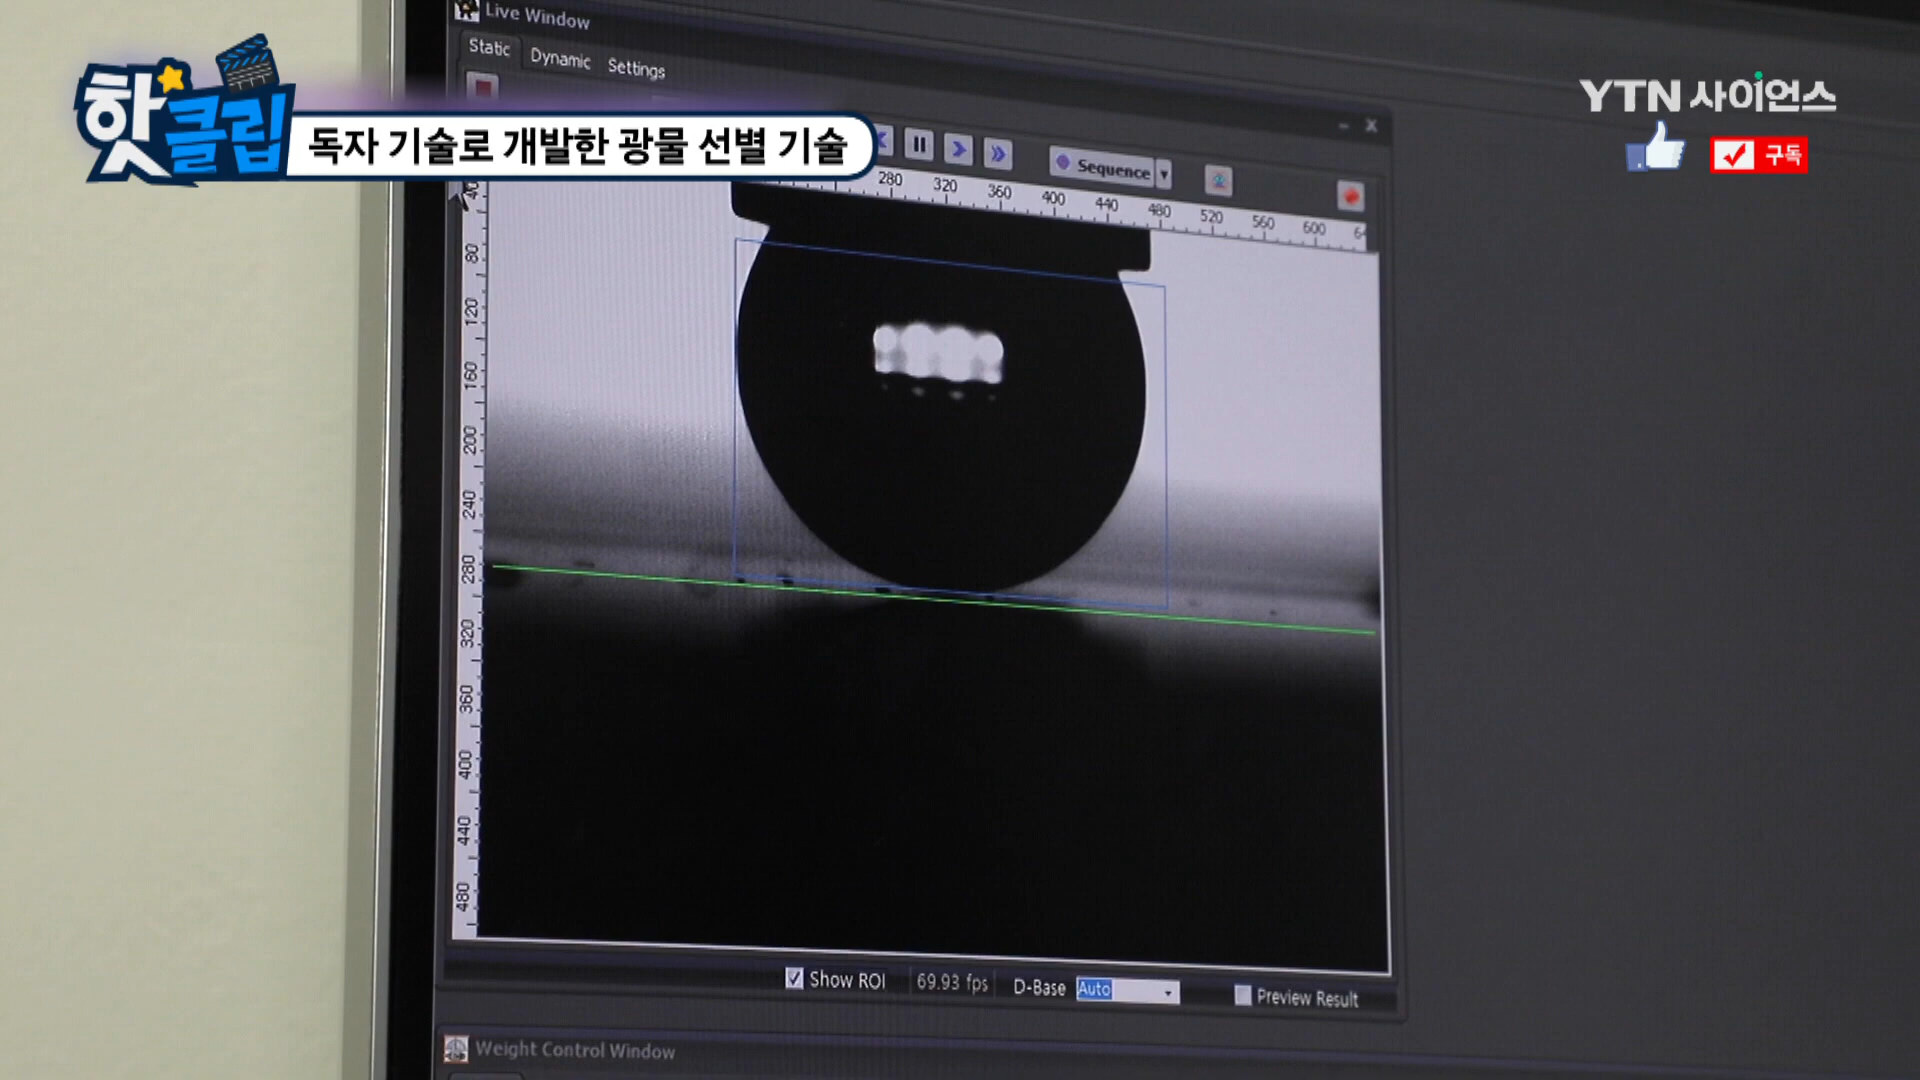 Live Window
Static Dynamic Settings
핫클립
독자 기술로 개발한 광물 선별 기술
YTN 사이언스
구독
Sequence
280 320 360 400 440 480 520 560 600
40
80
120
160
200
240
280
320
360
400
440
480
Show ROI 69.93 fps D-Base Auto Preview Result
Weight Control Window